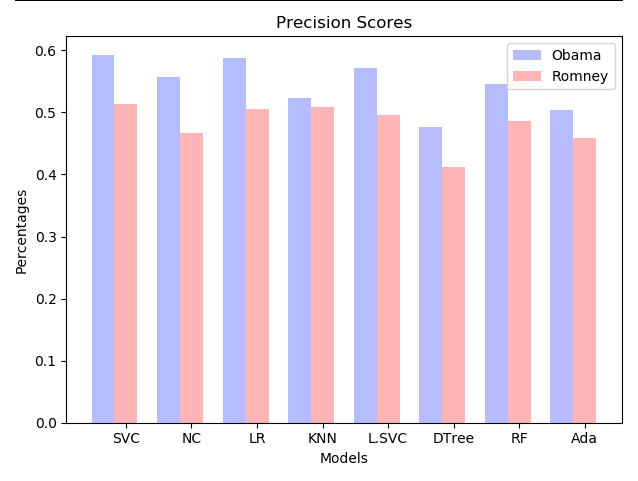 Precision Scores
Obama
Romney
Percentages
0.6
0.5
0.4
0.3
0.2
0.1
0.0
SVC NC LR KNN L.SVC DTree RF Ada
Models